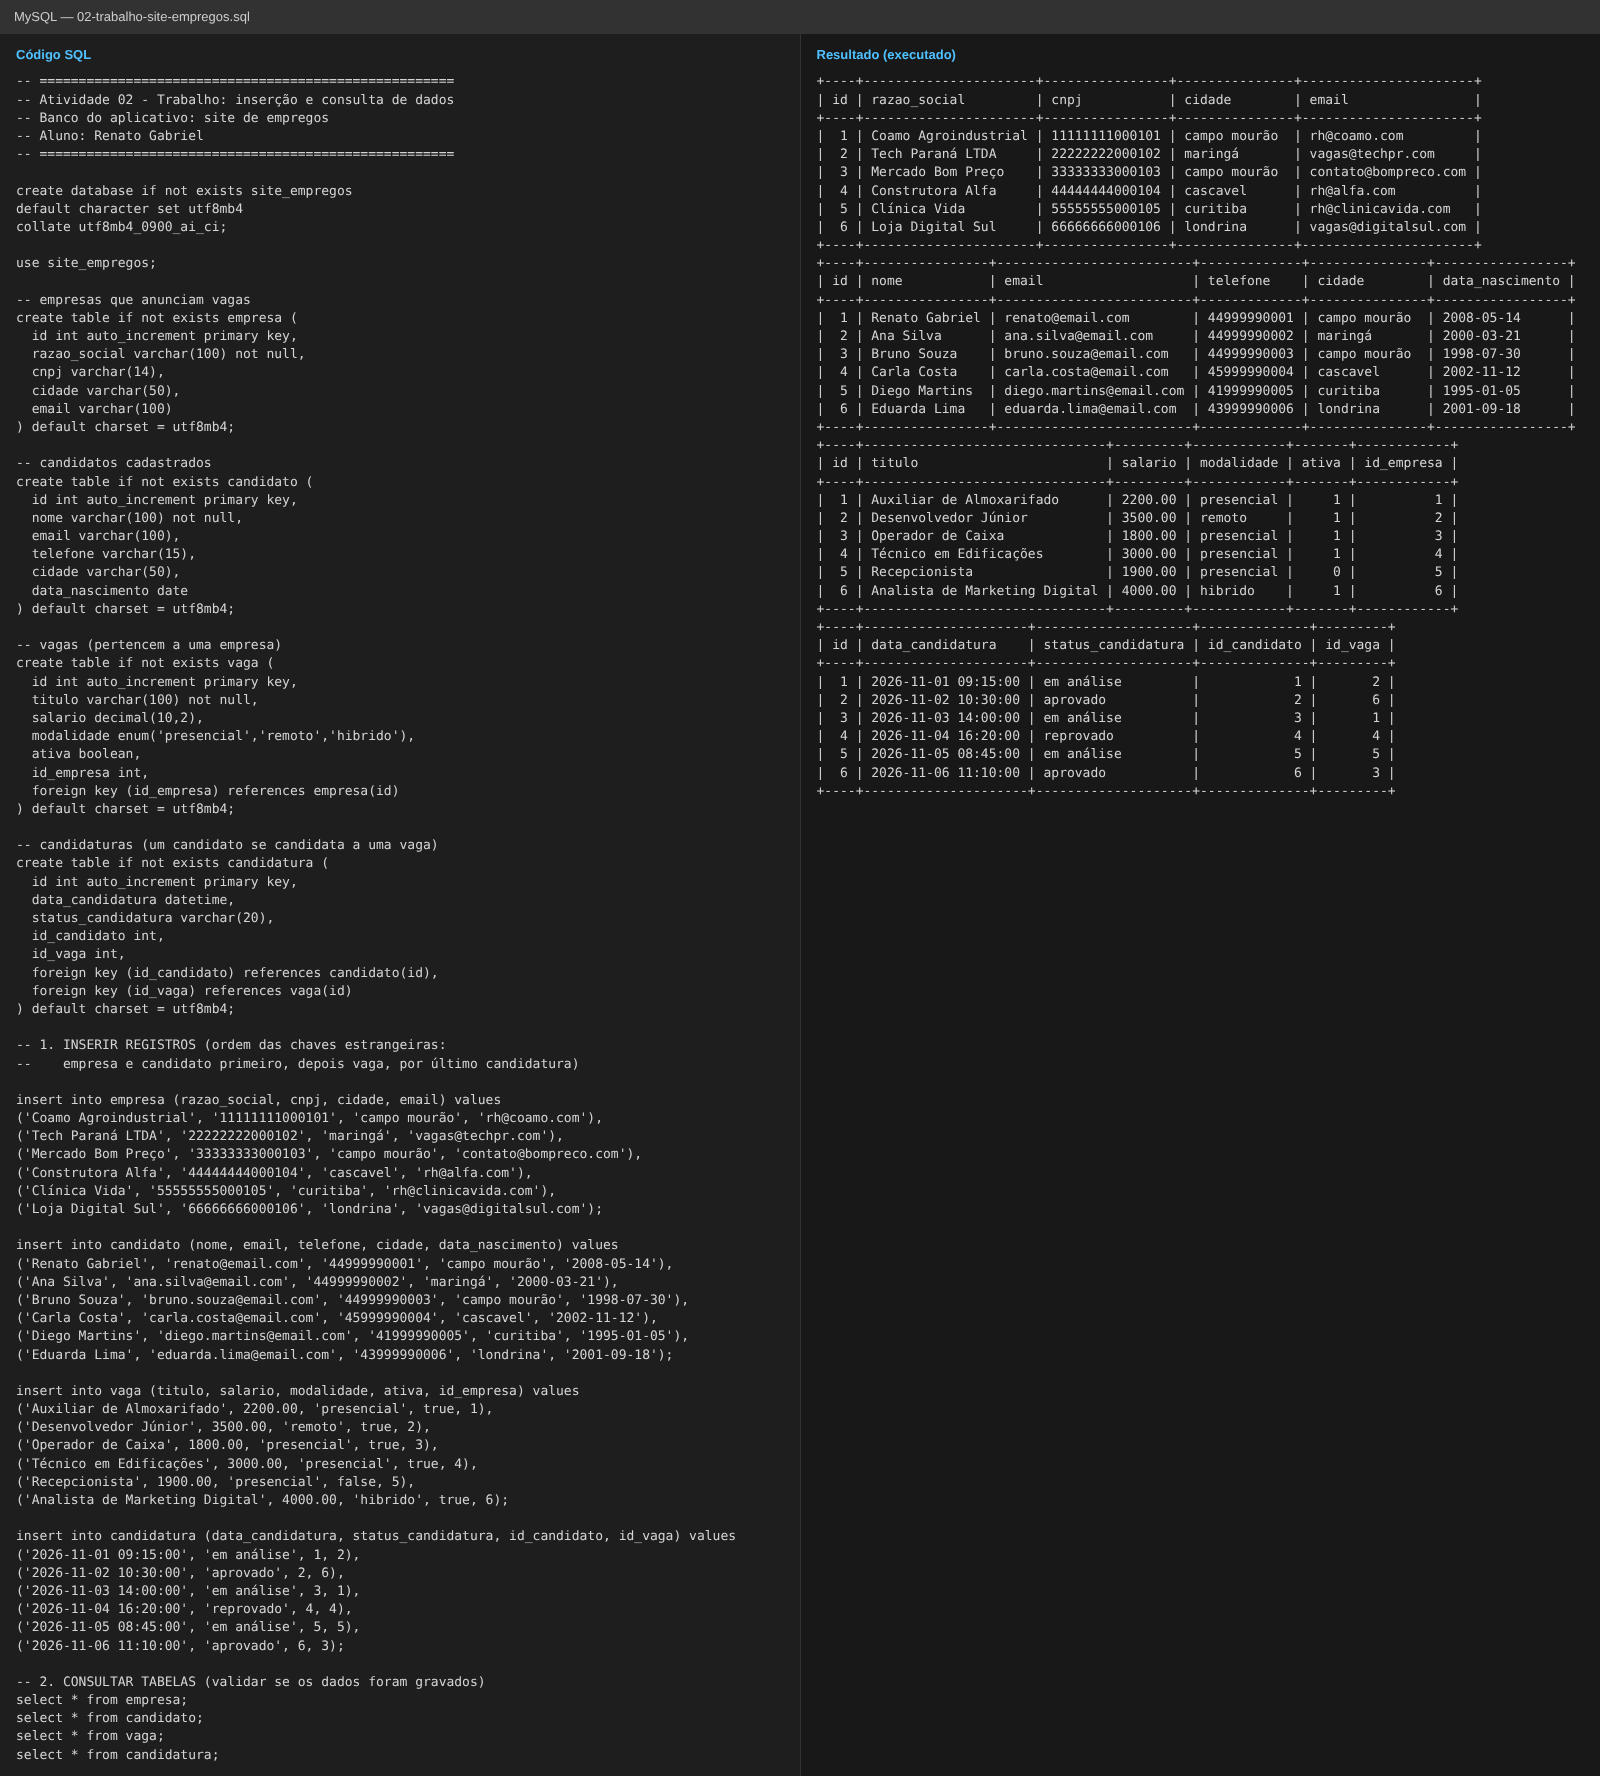 MySQL — 02-trabalho-site-empregos.sql
Código SQL
-- =====================================================
-- Atividade 02 - Trabalho: inserção e consulta de dados
-- Banco do aplicativo: site de empregos
-- Aluno: Renato Gabriel
-- =====================================================
create database if not exists site_empregos
default character set utf8mb4
collate utf8mb4_0900_ai_ci;
use site_empregos;
-- empresas que anunciam vagas
create table if not exists empresa (
  id int auto_increment primary key,
  razao_social varchar(100) not null,
  cnpj varchar(14),
  cidade varchar(50),
  email varchar(100)
) default charset = utf8mb4;
-- candidatos cadastrados
create table if not exists candidato (
  id int auto_increment primary key,
  nome varchar(100) not null,
  email varchar(100),
  telefone varchar(15),
  cidade varchar(50),
  data_nascimento date
) default charset = utf8mb4;
-- vagas (pertencem a uma empresa)
create table if not exists vaga (
  id int auto_increment primary key,
  titulo varchar(100) not null,
  salario decimal(10,2),
  modalidade enum('presencial','remoto','hibrido'),
  ativa boolean,
  id_empresa int,
  foreign key (id_empresa) references empresa(id)
) default charset = utf8mb4;
-- candidaturas (um candidato se candidata a uma vaga)
create table if not exists candidatura (
  id int auto_increment primary key,
  data_candidatura datetime,
  status_candidatura varchar(20),
  id_candidato int,
  id_vaga int,
  foreign key (id_candidato) references candidato(id),
  foreign key (id_vaga) references vaga(id)
) default charset = utf8mb4;
-- 1. INSERIR REGISTROS (ordem das chaves estrangeiras:
--    empresa e candidato primeiro, depois vaga, por último candidatura)
insert into empresa (razao_social, cnpj, cidade, email) values
('Coamo Agroindustrial', '11111111000101', 'campo mourão', 'rh@coamo.com'),
('Tech Paraná LTDA', '22222222000102', 'maringá', 'vagas@techpr.com'),
('Mercado Bom Preço', '33333333000103', 'campo mourão', 'contato@bompreco.com'),
('Construtora Alfa', '44444444000104', 'cascavel', 'rh@alfa.com'),
('Clínica Vida', '55555555000105', 'curitiba', 'rh@clinicavida.com'),
('Loja Digital Sul', '66666666000106', 'londrina', 'vagas@digitalsul.com');
insert into candidato (nome, email, telefone, cidade, data_nascimento) values
('Renato Gabriel', 'renato@email.com', '44999990001', 'campo mourão', '2008-05-14'),
('Ana Silva', 'ana.silva@email.com', '44999990002', 'maringá', '2000-03-21'),
('Bruno Souza', 'bruno.souza@email.com', '44999990003', 'campo mourão', '1998-07-30'),
('Carla Costa', 'carla.costa@email.com', '45999990004', 'cascavel', '2002-11-12'),
('Diego Martins', 'diego.martins@email.com', '41999990005', 'curitiba', '1995-01-05'),
('Eduarda Lima', 'eduarda.lima@email.com', '43999990006', 'londrina', '2001-09-18');
insert into vaga (titulo, salario, modalidade, ativa, id_empresa) values
('Auxiliar de Almoxarifado', 2200.00, 'presencial', true, 1),
('Desenvolvedor Júnior', 3500.00, 'remoto', true, 2),
('Operador de Caixa', 1800.00, 'presencial', true, 3),
('Técnico em Edificações', 3000.00, 'presencial', true, 4),
('Recepcionista', 1900.00, 'presencial', false, 5),
('Analista de Marketing Digital', 4000.00, 'hibrido', true, 6);
insert into candidatura (data_candidatura, status_candidatura, id_candidato, id_vaga) values
('2026-11-01 09:15:00', 'em análise', 1, 2),
('2026-11-02 10:30:00', 'aprovado', 2, 6),
('2026-11-03 14:00:00', 'em análise', 3, 1),
('2026-11-04 16:20:00', 'reprovado', 4, 4),
('2026-11-05 08:45:00', 'em análise', 5, 5),
('2026-11-06 11:10:00', 'aprovado', 6, 3);
-- 2. CONSULTAR TABELAS (validar se os dados foram gravados)
select * from empresa;
select * from candidato;
select * from vaga;
select * from candidatura;
Resultado (executado)
+----+----------------------+----------------+---------------+----------------------+
| id | razao_social         | cnpj           | cidade        | email                |
+----+----------------------+----------------+---------------+----------------------+
|  1 | Coamo Agroindustrial | 11111111000101 | campo mourão  | rh@coamo.com         |
|  2 | Tech Paraná LTDA     | 22222222000102 | maringá       | vagas@techpr.com     |
|  3 | Mercado Bom Preço    | 33333333000103 | campo mourão  | contato@bompreco.com |
|  4 | Construtora Alfa     | 44444444000104 | cascavel      | rh@alfa.com          |
|  5 | Clínica Vida         | 55555555000105 | curitiba      | rh@clinicavida.com   |
|  6 | Loja Digital Sul     | 66666666000106 | londrina      | vagas@digitalsul.com |
+----+----------------------+----------------+---------------+----------------------+
+----+----------------+-------------------------+-------------+---------------+-----------------+
| id | nome           | email                   | telefone    | cidade        | data_nascimento |
+----+----------------+-------------------------+-------------+---------------+-----------------+
|  1 | Renato Gabriel | renato@email.com        | 44999990001 | campo mourão  | 2008-05-14      |
|  2 | Ana Silva      | ana.silva@email.com     | 44999990002 | maringá       | 2000-03-21      |
|  3 | Bruno Souza    | bruno.souza@email.com   | 44999990003 | campo mourão  | 1998-07-30      |
|  4 | Carla Costa    | carla.costa@email.com   | 45999990004 | cascavel      | 2002-11-12      |
|  5 | Diego Martins  | diego.martins@email.com | 41999990005 | curitiba      | 1995-01-05      |
|  6 | Eduarda Lima   | eduarda.lima@email.com  | 43999990006 | londrina      | 2001-09-18      |
+----+----------------+-------------------------+-------------+---------------+-----------------+
+----+-------------------------------+---------+------------+-------+------------+
| id | titulo                        | salario | modalidade | ativa | id_empresa |
+----+-------------------------------+---------+------------+-------+------------+
|  1 | Auxiliar de Almoxarifado      | 2200.00 | presencial |     1 |          1 |
|  2 | Desenvolvedor Júnior          | 3500.00 | remoto     |     1 |          2 |
|  3 | Operador de Caixa             | 1800.00 | presencial |     1 |          3 |
|  4 | Técnico em Edificações        | 3000.00 | presencial |     1 |          4 |
|  5 | Recepcionista                 | 1900.00 | presencial |     0 |          5 |
|  6 | Analista de Marketing Digital | 4000.00 | hibrido    |     1 |          6 |
+----+-------------------------------+---------+------------+-------+------------+
+----+---------------------+--------------------+--------------+---------+
| id | data_candidatura    | status_candidatura | id_candidato | id_vaga |
+----+---------------------+--------------------+--------------+---------+
|  1 | 2026-11-01 09:15:00 | em análise         |            1 |       2 |
|  2 | 2026-11-02 10:30:00 | aprovado           |            2 |       6 |
|  3 | 2026-11-03 14:00:00 | em análise         |            3 |       1 |
|  4 | 2026-11-04 16:20:00 | reprovado          |            4 |       4 |
|  5 | 2026-11-05 08:45:00 | em análise         |            5 |       5 |
|  6 | 2026-11-06 11:10:00 | aprovado           |            6 |       3 |
+----+---------------------+--------------------+--------------+---------+